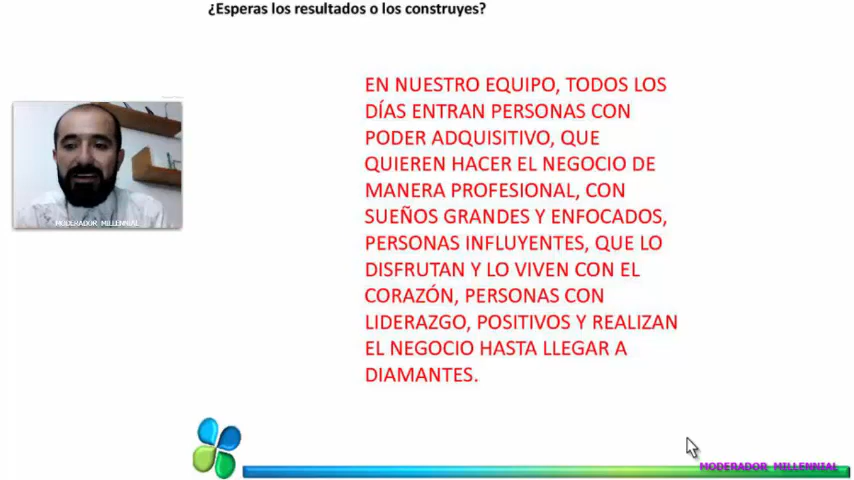 ¿Esperas los resultados o los construyes?
EN NUESTRO EQUIPO, TODOS LOS
DÍAS ENTRAN PERSONAS CON
PODER ADQUISITIVO, QUE
QUIEREN HACER EL NEGOCIO DE
MANERA PROFESIONAL, CON
SUEÑOS GRANDES Y ENFOCADOS,
PERSONAS INFLUYENTES, QUE LO
DISFRUTAN Y LO VIVEN CON EL
CORAZÓN, PERSONAS CON
LIDERAZGO, POSITIVOS Y REALIZAN
EL NEGOCIO HASTA LLEGAR A
DIAMANTES.
MODERADOR MILLENNIAL
MODERADOR MILLENNIAL